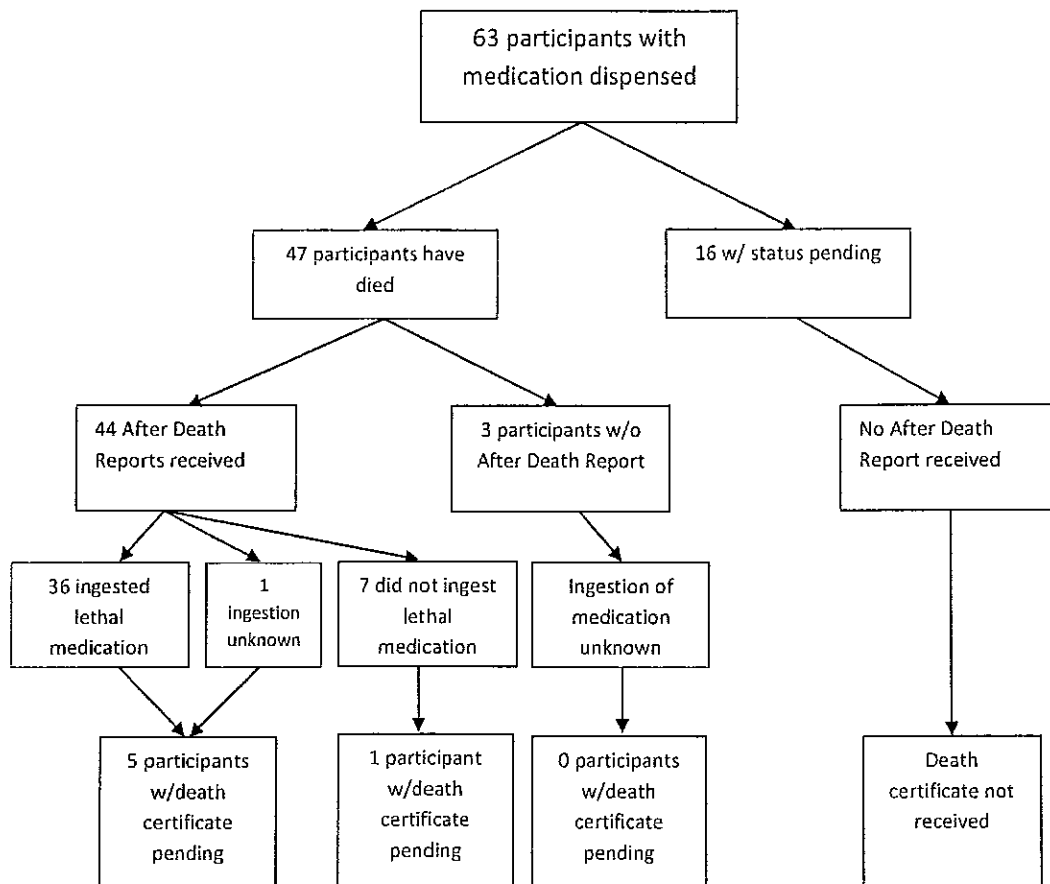 63 participants with
medication dispensed
47 participants have
died
16 w/ status pending
44 After Death
Reports received
3 participants w/o
After Death Report
No After Death
Report received
36 ingested
lethal
medication
1
ingestion
unknown
7 did not ingest
lethal
medication
Ingestion of
medication
unknown
5 participants
w/death
certificate
pending
1 participant
w/death
certificate
pending
0 participants
w/death
certificate
pending
Death
certificate not
received